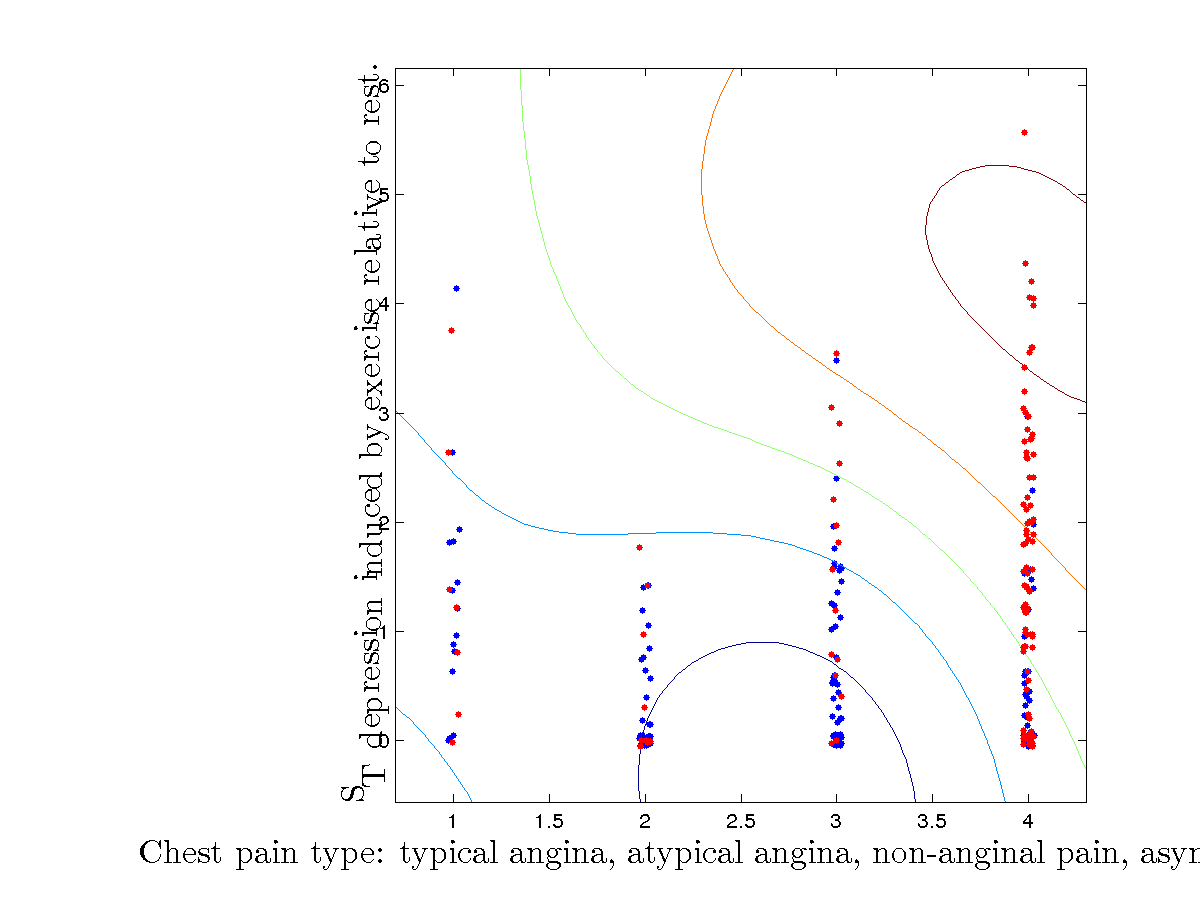 ST depression induced by exercise relative to rest.
6
5
4
3
2
1
0
1 1.5 2 2.5 3 3.5 4
Chest pain type: typical angina, atypical angina, non-anginal pain, asym